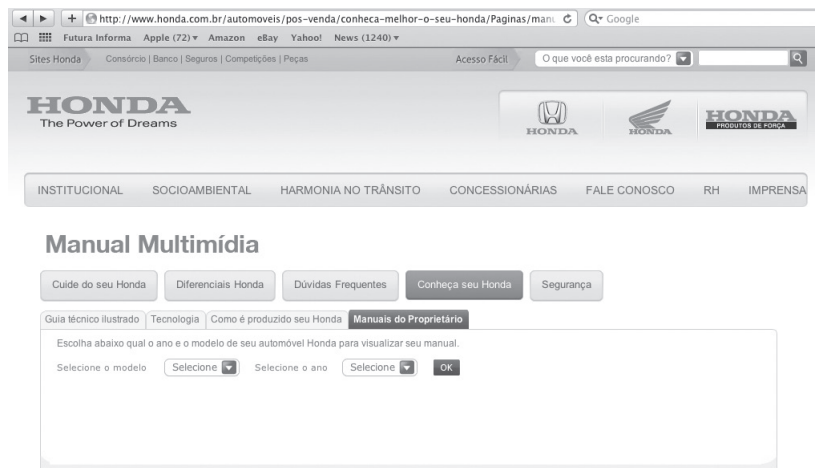 http://www.honda.com.br/automoveis/pos-venda/conheca-melhor-o-seu-honda/Paginas/manu Google
Futura Informa Apple (72) Amazon eBay Yahoo! News (1240)
Sites Honda Consórcio | Banco | Seguros | Competições | Peças Acesso Fácil O que você esta procurando?
HONDA
The Power of Dreams
HONDA HONDA HONDA
PRODUTOS DE FORÇA
INSTITUCIONAL SOCIOAMBIENTAL HARMONIA NO TRÂNSITO CONCESSIONÁRIAS FALE CONOSCO RH IMPRENSA
Manual Multimídia
Cuide do seu Honda Diferenciais Honda Dúvidas Frequentes Conheça seu Honda Segurança
Guia técnico ilustrado Tecnologia Como é produzido seu Honda Manuais do Proprietário
Escolha abaixo qual o ano e o modelo de seu automóvel Honda para visualizar seu manual.
Selecione o modelo Selecione Selecione o ano Selecione OK